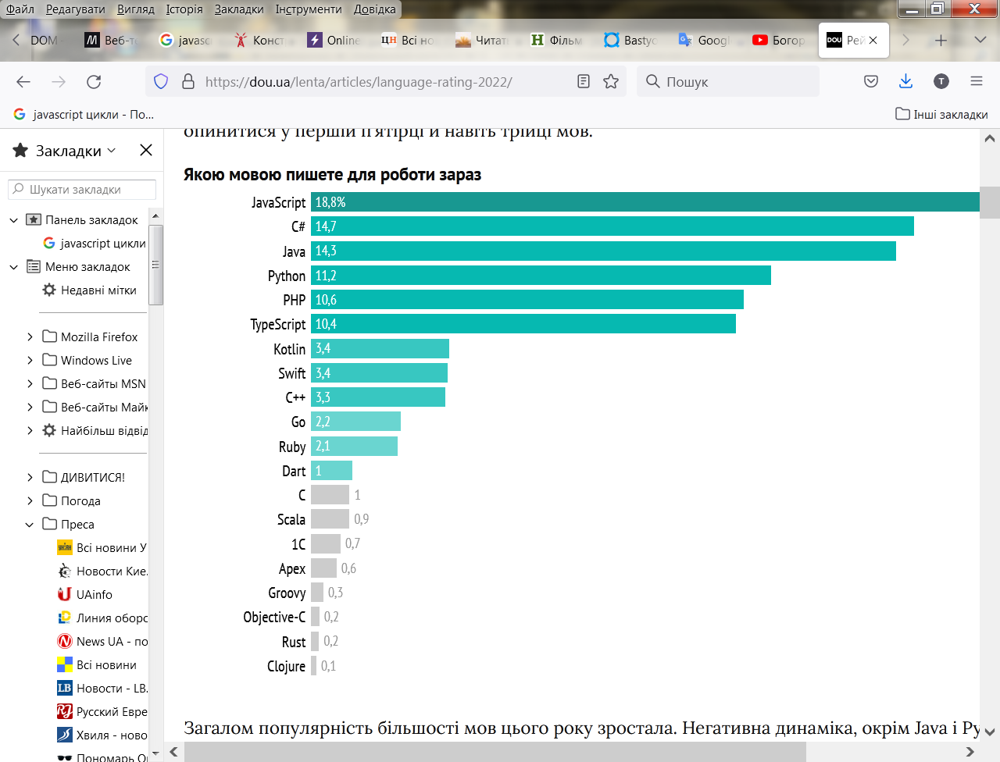 Файл Редагувати Вигляд Історія Закладки Інструменти Довідка
DOM Веб-т javasc Конст Online Всі но Читат Фільм Bastyo Googl Богор DOU Рей
https://dou.ua/lenta/articles/language-rating-2022/ Пошук T
javascript цикли - По... Інші закладки
Закладки
Шукати закладки
Панель закладок
javascript цикли
Меню закладок
Недавні мітки
Mozilla Firefox
Windows Live
Веб-сайты MSN
Веб-сайты Майк
Найбільш відвід
ДИВИТИСЯ!
Погода
Преса
Всі новини У
Новости Кие.
UAinfo
Линия оборо
News UA - по
Всі новини
LB Новости - LB.
Русский Евре
Хвиля - ново
Пономарь О
опинитися у першій п'ятірці й навіть трійці мов.
Якою мовою пишете для роботи зараз
JavaScript 18,8%
C# 14,7
Java 14,3
Python 11,2
PHP 10,6
TypeScript 10,4
Kotlin 3,4
Swift 3,4
C++ 3,3
Go 2,2
Ruby 2,1
Dart 1
C 1
Scala 0,9
1C 0,7
Apex 0,6
Groovy 0,3
Objective-C 0,2
Rust 0,2
Clojure 0,1
Загалом популярність більшості мов цього року зростала. Негативна динаміка, окрім Java і Py